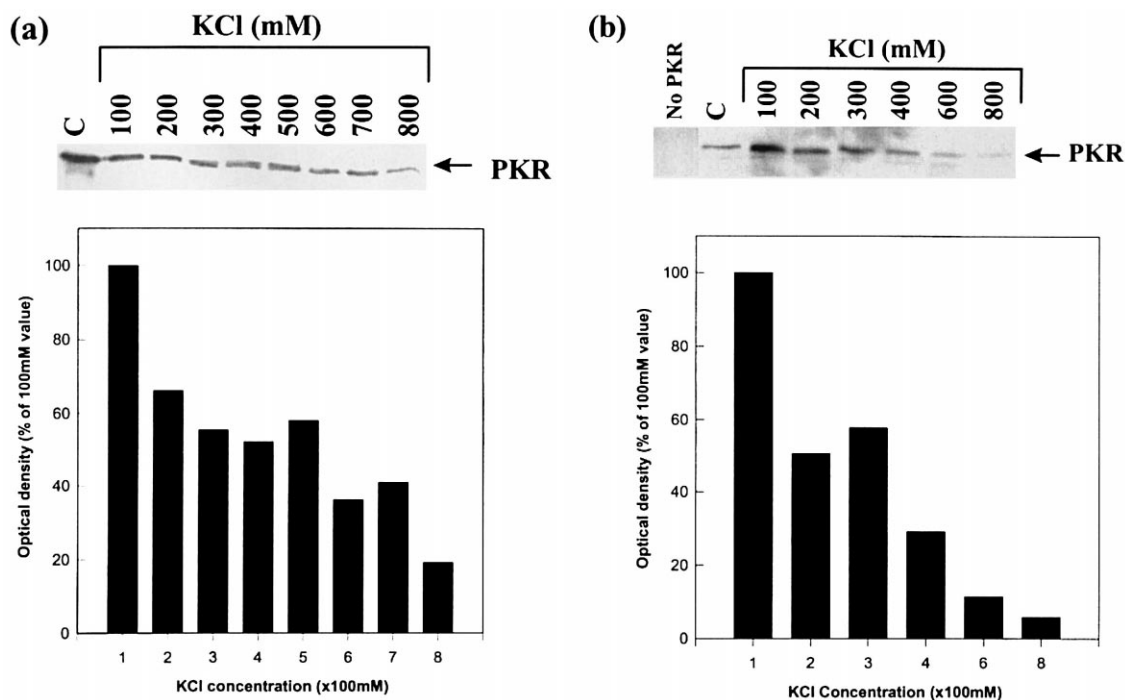 (a)
KCl (mM)
C 100 200 300 400 500 600 700 800
PKR
Optical density (% of 100mM value)
100
80
60
40
20
0
1 2 3 4 5 6 7 8
KCl concentration (x100mM)
(b)
KCl (mM)
No PKR C 100 200 300 400 600 800
PKR
Optical density (% of 100mM value)
100
80
60
40
20
0
1 2 3 4 6 8
KCl Concentration (x100mM)